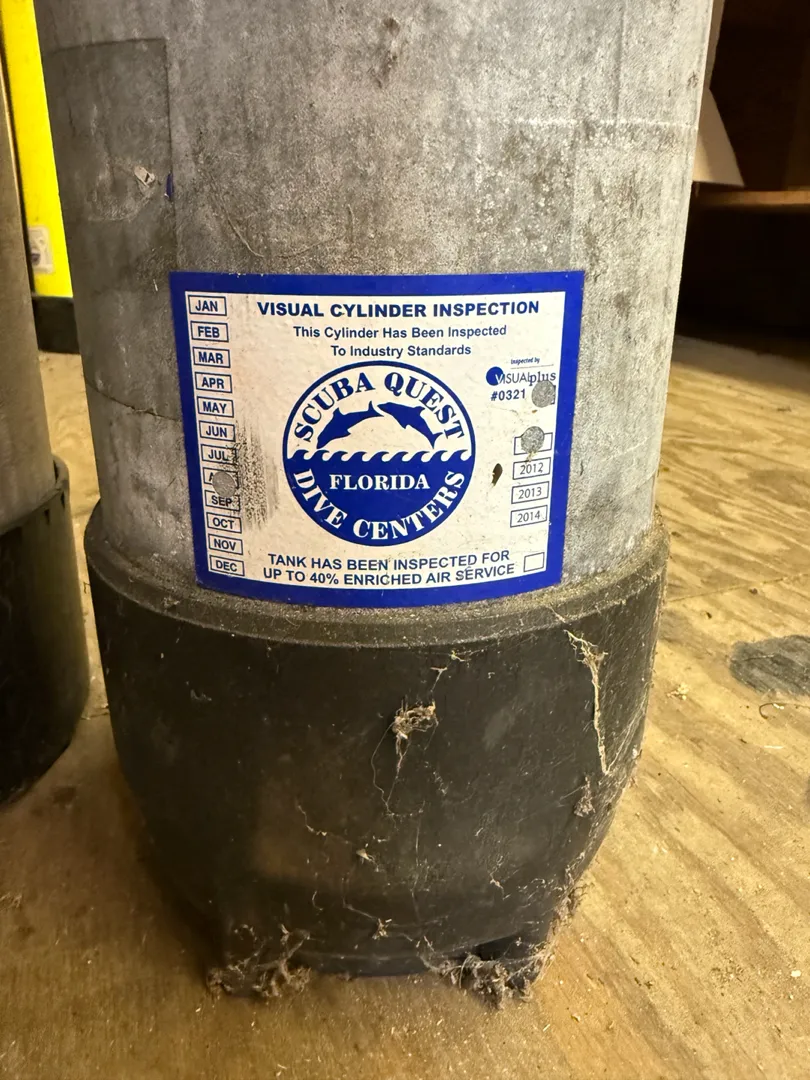 VISUAL CYLINDER INSPECTION
This Cylinder Has Been Inspected
To Industry Standards
JAN
FEB
MAR
APR
MAY
JUN
JUL
SEP
OCT
NOV
DEC
SCUBA QUEST
FLORIDA
DIVE CENTERS
Inspected by
VISUALplus
#0321
2012
2013
2014
TANK HAS BEEN INSPECTED FOR
UP TO 40% ENRICHED AIR SERVICE